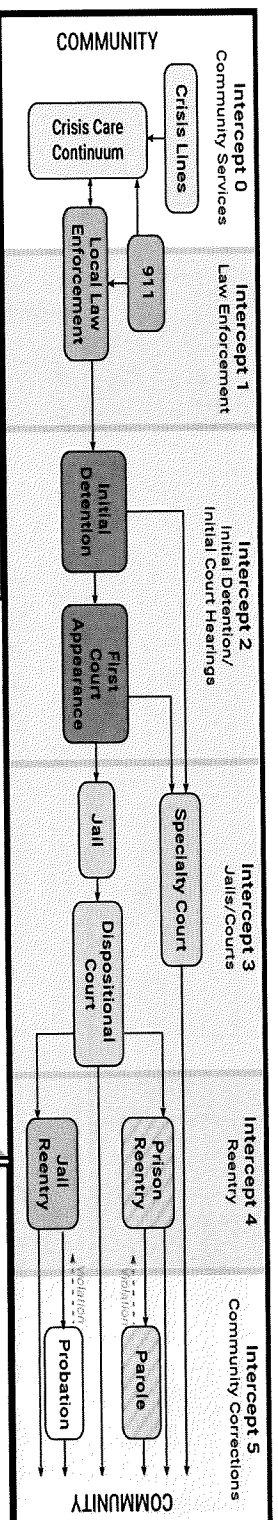 COMMUNITY
Intercept 0
Community Services
Crisis Lines
Crisis Care
Continuum
911
Local Law
Enforcement
Intercept 1
Law Enforcement
Intercept 2
Initial Detention/
Initial Court Hearings
Initial
Detention
First
Court
Appearance
Intercept 3
Jails/Courts
Specialty Court
Jail
Dispositional
Court
Intercept 4
Reentry
Prison
Reentry
Jail
Reentry
Intercept 5
Community Corrections
Violation
Parole
Violation
Probation
COMMUNITY